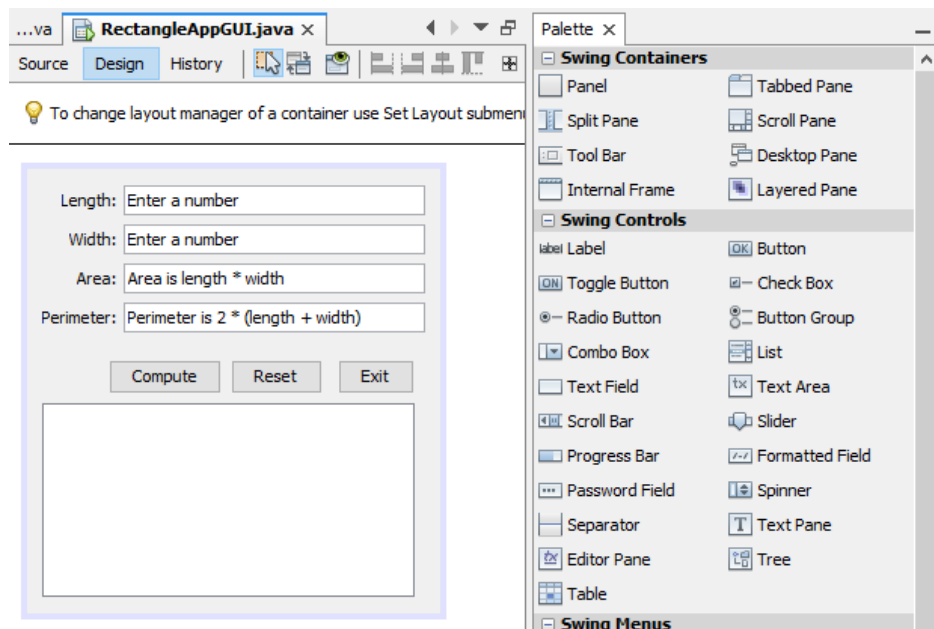 ...va RectangleAppGUI.java
Source Design History
To change layout manager of a container use Set Layout submenu
Length: Enter a number
Width: Enter a number
Area: Area is length * width
Perimeter: Perimeter is 2 * (length + width)
Compute Reset Exit
Palette
Swing Containers
Panel Tabbed Pane
Split Pane Scroll Pane
Tool Bar Desktop Pane
Internal Frame Layered Pane
Swing Controls
label Label OK Button
ON Toggle Button Check Box
Radio Button Button Group
Combo Box List
Text Field tx Text Area
Scroll Bar Slider
Progress Bar Formatted Field
Password Field Spinner
Separator T Text Pane
tx Editor Pane Tree
Table
Swing Menus